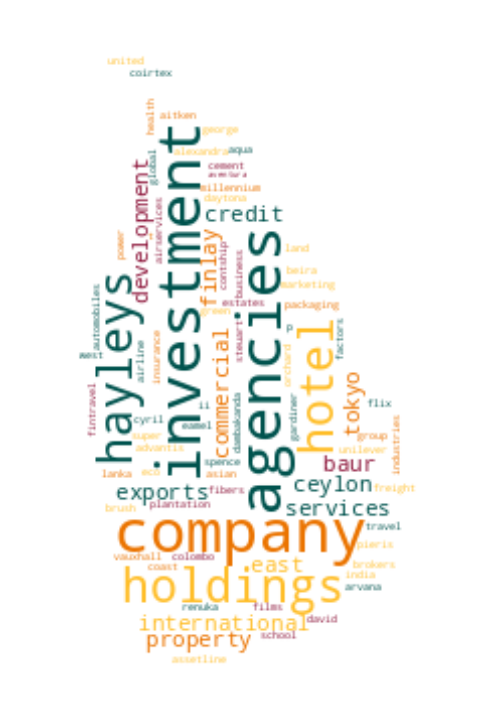 united
coirtex
health
aitken
george
alexandra
aqua
global
cement
aventura
millennium
daytona
investment
development
credit
airservices
finlay
contship
business
power
agencies
land
hayleys
beira
marketing
estates
packaging
automobiles
green
hotel
p
factors
west
airline
insurance
commercial
stewart
orchard
tokyo
fintravel
ii
flix
dambakanda
gardiner
cyril
eamel
super
group
industries
advantis
unilever
spence
baur
lanka
eco
asian
ceylon
exports
fibers
freight
brush
plantation
services
company
travel
pieris
vauxhall
colombo
coast
east
brokers
india
holdings
arvana
renuka
films
international
david
property
school
assetline